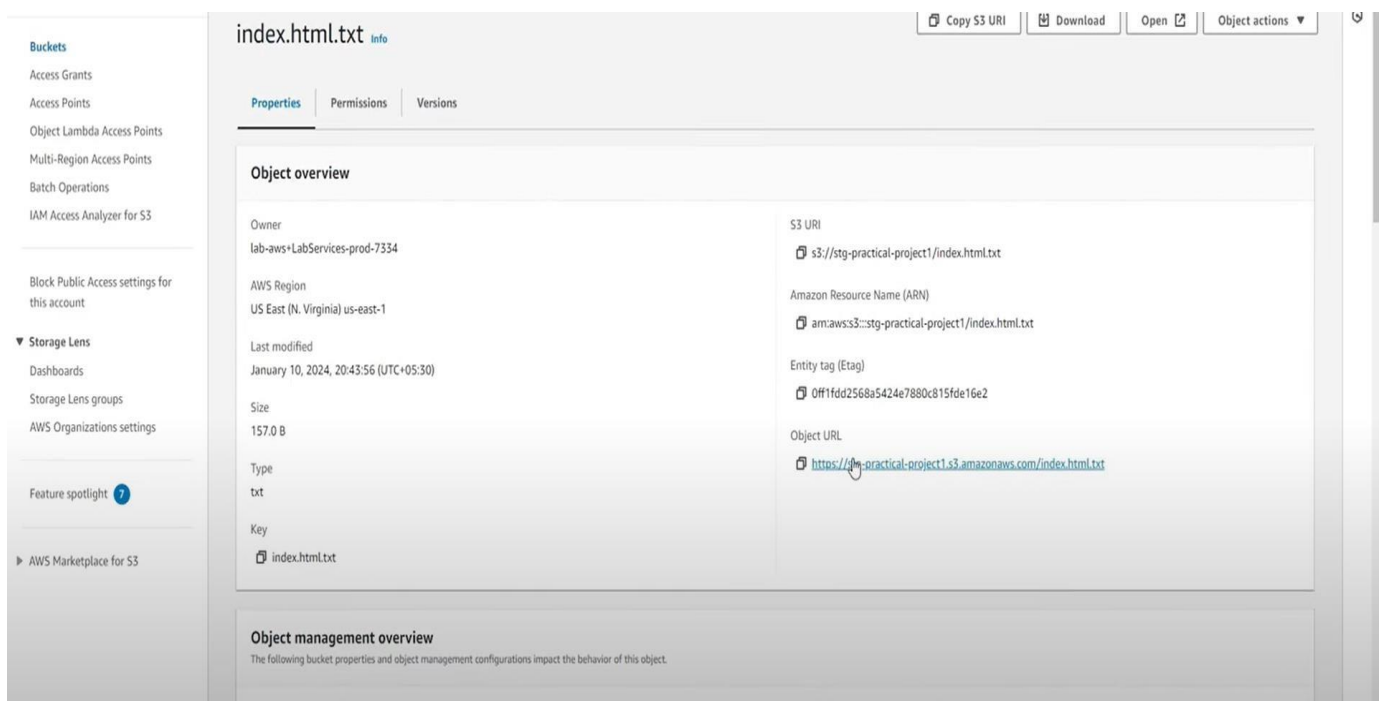 index.html.txt Info
Copy S3 URI
Download
Open
Object actions
Buckets
Access Grants
Access Points
Object Lambda Access Points
Multi-Region Access Points
Batch Operations
IAM Access Analyzer for S3
Block Public Access settings for
this account
Storage Lens
Dashboards
Storage Lens groups
AWS Organizations settings
Feature spotlight 7
AWS Marketplace for S3
Properties
Permissions
Versions
Object overview
Owner
lab-aws+LabServices-prod-7334
AWS Region
US East (N. Virginia) us-east-1
Last modified
January 10, 2024, 20:43:56 (UTC+05:30)
Size
157.0 B
Type
txt
Key
index.html.txt
S3 URI
s3://stg-practical-project1/index.html.txt
Amazon Resource Name (ARN)
arn:aws:s3:::stg-practical-project1/index.html.txt
Entity tag (Etag)
0ff1fdd2568a5424e7880c815fde16e2
Object URL
https://stg-practical-project1.s3.amazonaws.com/index.html.txt
Object management overview
The following bucket properties and object management configurations impact the behavior of this object.